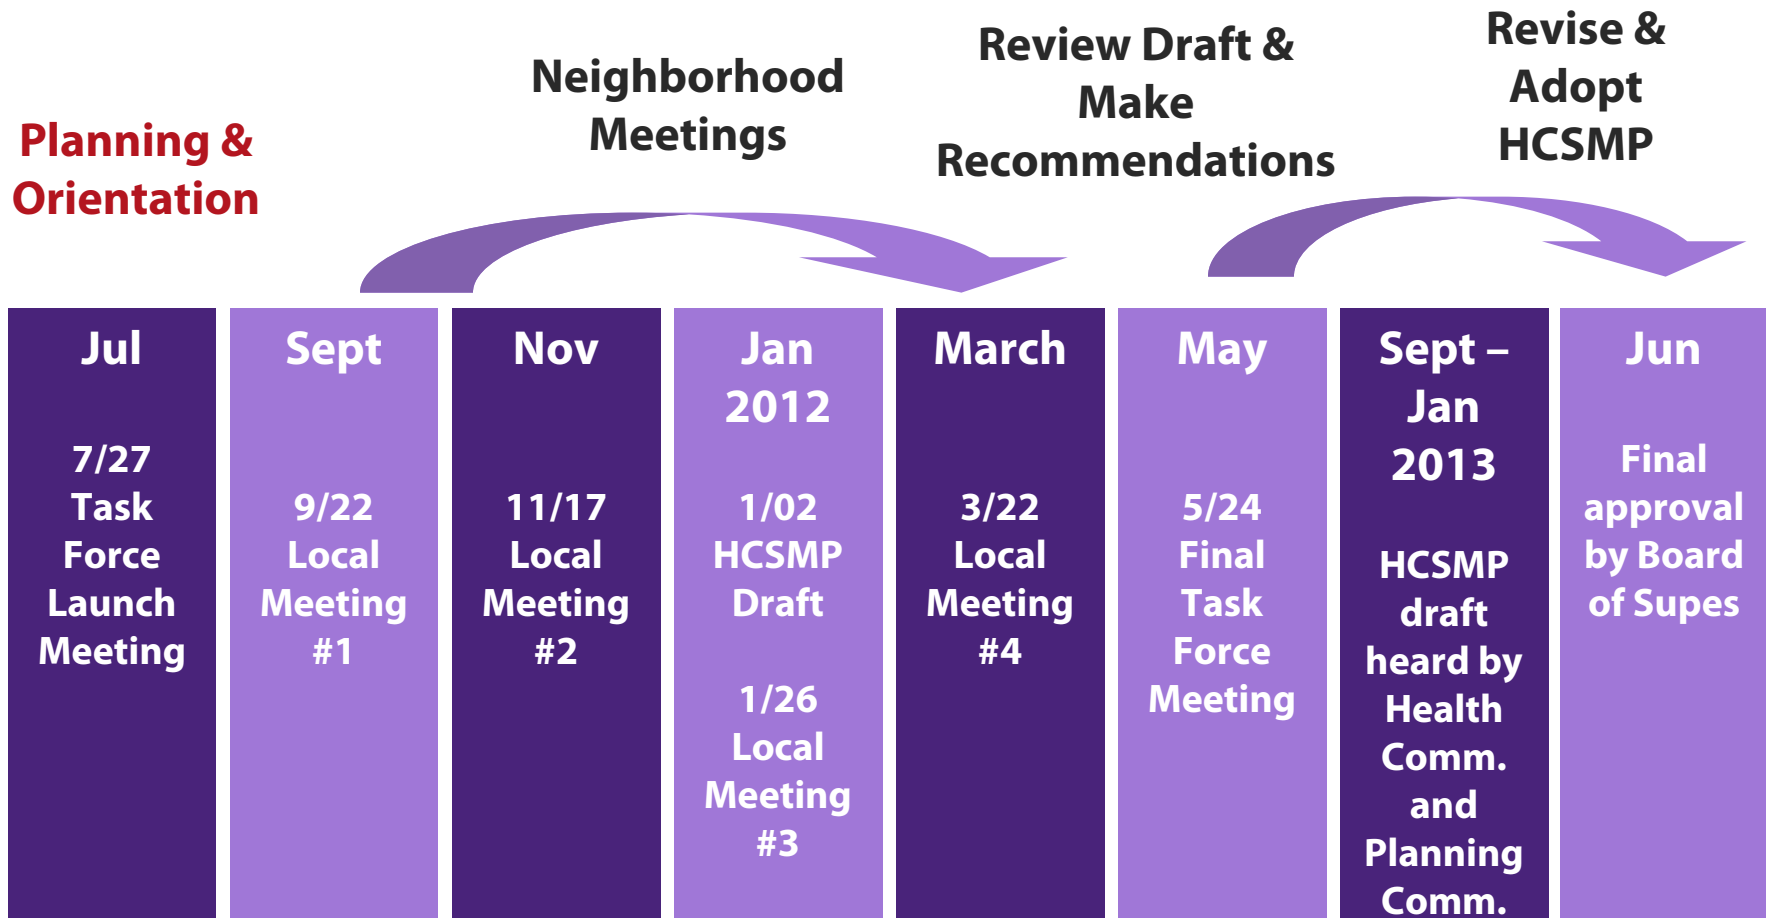 Planning &
Orientation
Neighborhood
Meetings
Review Draft &
Make
Recommendations
Revise &
Adopt
HCSMP
Jul
7/27
Task
Force
Launch
Meeting
Sept
9/22
Local
Meeting
#1
Nov
11/17
Local
Meeting
#2
Jan
2012
1/02
HCSMP
Draft
1/26
Local
Meeting
#3
March
3/22
Local
Meeting
#4
May
5/24
Final
Task
Force
Meeting
Sept –
Jan
2013
HCSMP
draft
heard by
Health
Comm.
and
Planning
Comm.
Jun
Final
approval
by Board
of Supes